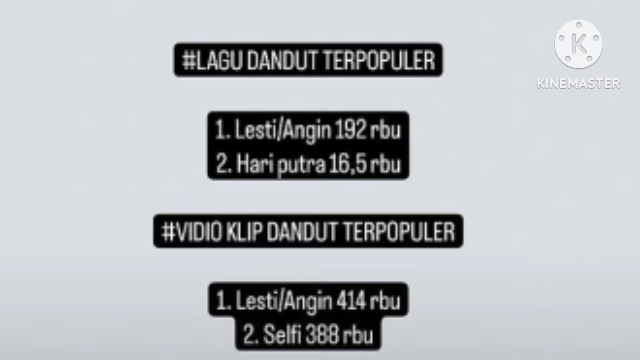 #LAGU DANDUT TERPOPULER
KINEMASTER
1. Lesti/Angin 192 rbu
2. Hari putra 16,5 rbu
#VIDIO KLIP DANDUT TERPOPULER
1. Lesti/Angin 414 rbu
2. Selfi 388 rbu